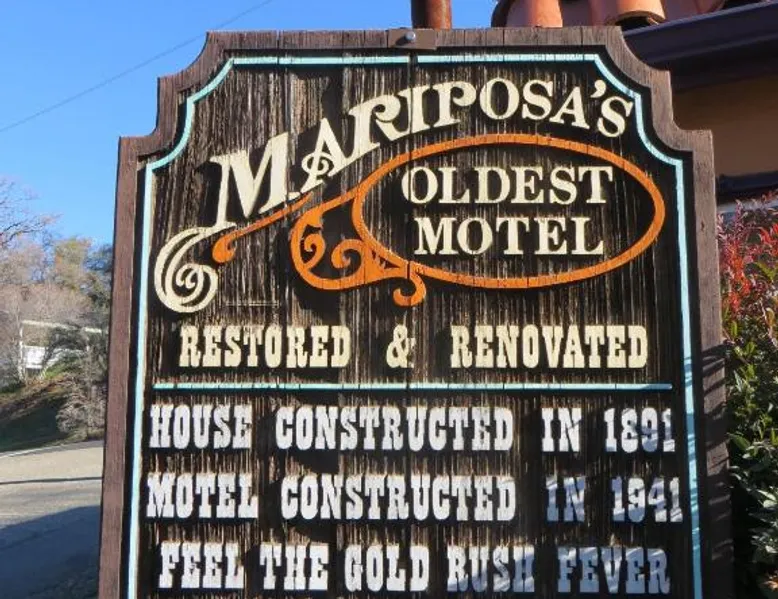 MARIPOSA'S
OLDEST
MOTEL
RESTORED & RENOVATED
HOUSE CONSTRUCTED IN 1891
MOTEL CONSTRUCTED IN 1941
FEEL THE GOLD RUSH FEVER